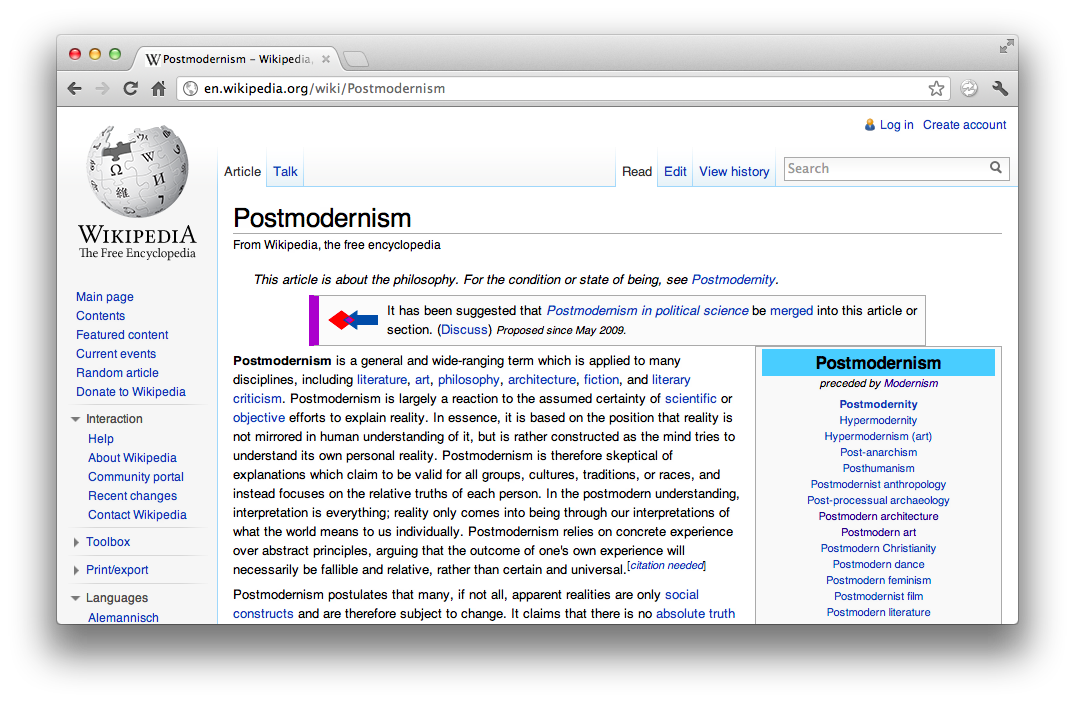 Postmodernism – Wikipedia,
en.wikipedia.org/wiki/Postmodernism
Log in Create account
Article Talk
Read Edit View history
Search
Ω W И 維
WIKIPEDIA
The Free Encyclopedia
Main page
Contents
Featured content
Current events
Random article
Donate to Wikipedia
Interaction
Help
About Wikipedia
Community portal
Recent changes
Contact Wikipedia
Toolbox
Print/export
Languages
Alemannisch
Postmodernism
From Wikipedia, the free encyclopedia
This article is about the philosophy. For the condition or state of being, see Postmodernity.
It has been suggested that Postmodernism in political science be merged into this article or
section. (Discuss) Proposed since May 2009.
Postmodernism is a general and wide-ranging term which is applied to many
disciplines, including literature, art, philosophy, architecture, fiction, and literary
criticism. Postmodernism is largely a reaction to the assumed certainty of scientific or
objective efforts to explain reality. In essence, it is based on the position that reality is
not mirrored in human understanding of it, but is rather constructed as the mind tries to
understand its own personal reality. Postmodernism is therefore skeptical of
explanations which claim to be valid for all groups, cultures, traditions, or races, and
instead focuses on the relative truths of each person. In the postmodern understanding,
interpretation is everything; reality only comes into being through our interpretations of
what the world means to us individually. Postmodernism relies on concrete experience
over abstract principles, arguing that the outcome of one's own experience will
necessarily be fallible and relative, rather than certain and universal.[citation needed]
Postmodernism postulates that many, if not all, apparent realities are only social
constructs and are therefore subject to change. It claims that there is no absolute truth
Postmodernism
preceded by Modernism
Postmodernity
Hypermodernity
Hypermodernism (art)
Post-anarchism
Posthumanism
Postmodernist anthropology
Post-processual archaeology
Postmodern architecture
Postmodern art
Postmodern Christianity
Postmodern dance
Postmodern feminism
Postmodernist film
Postmodern literature